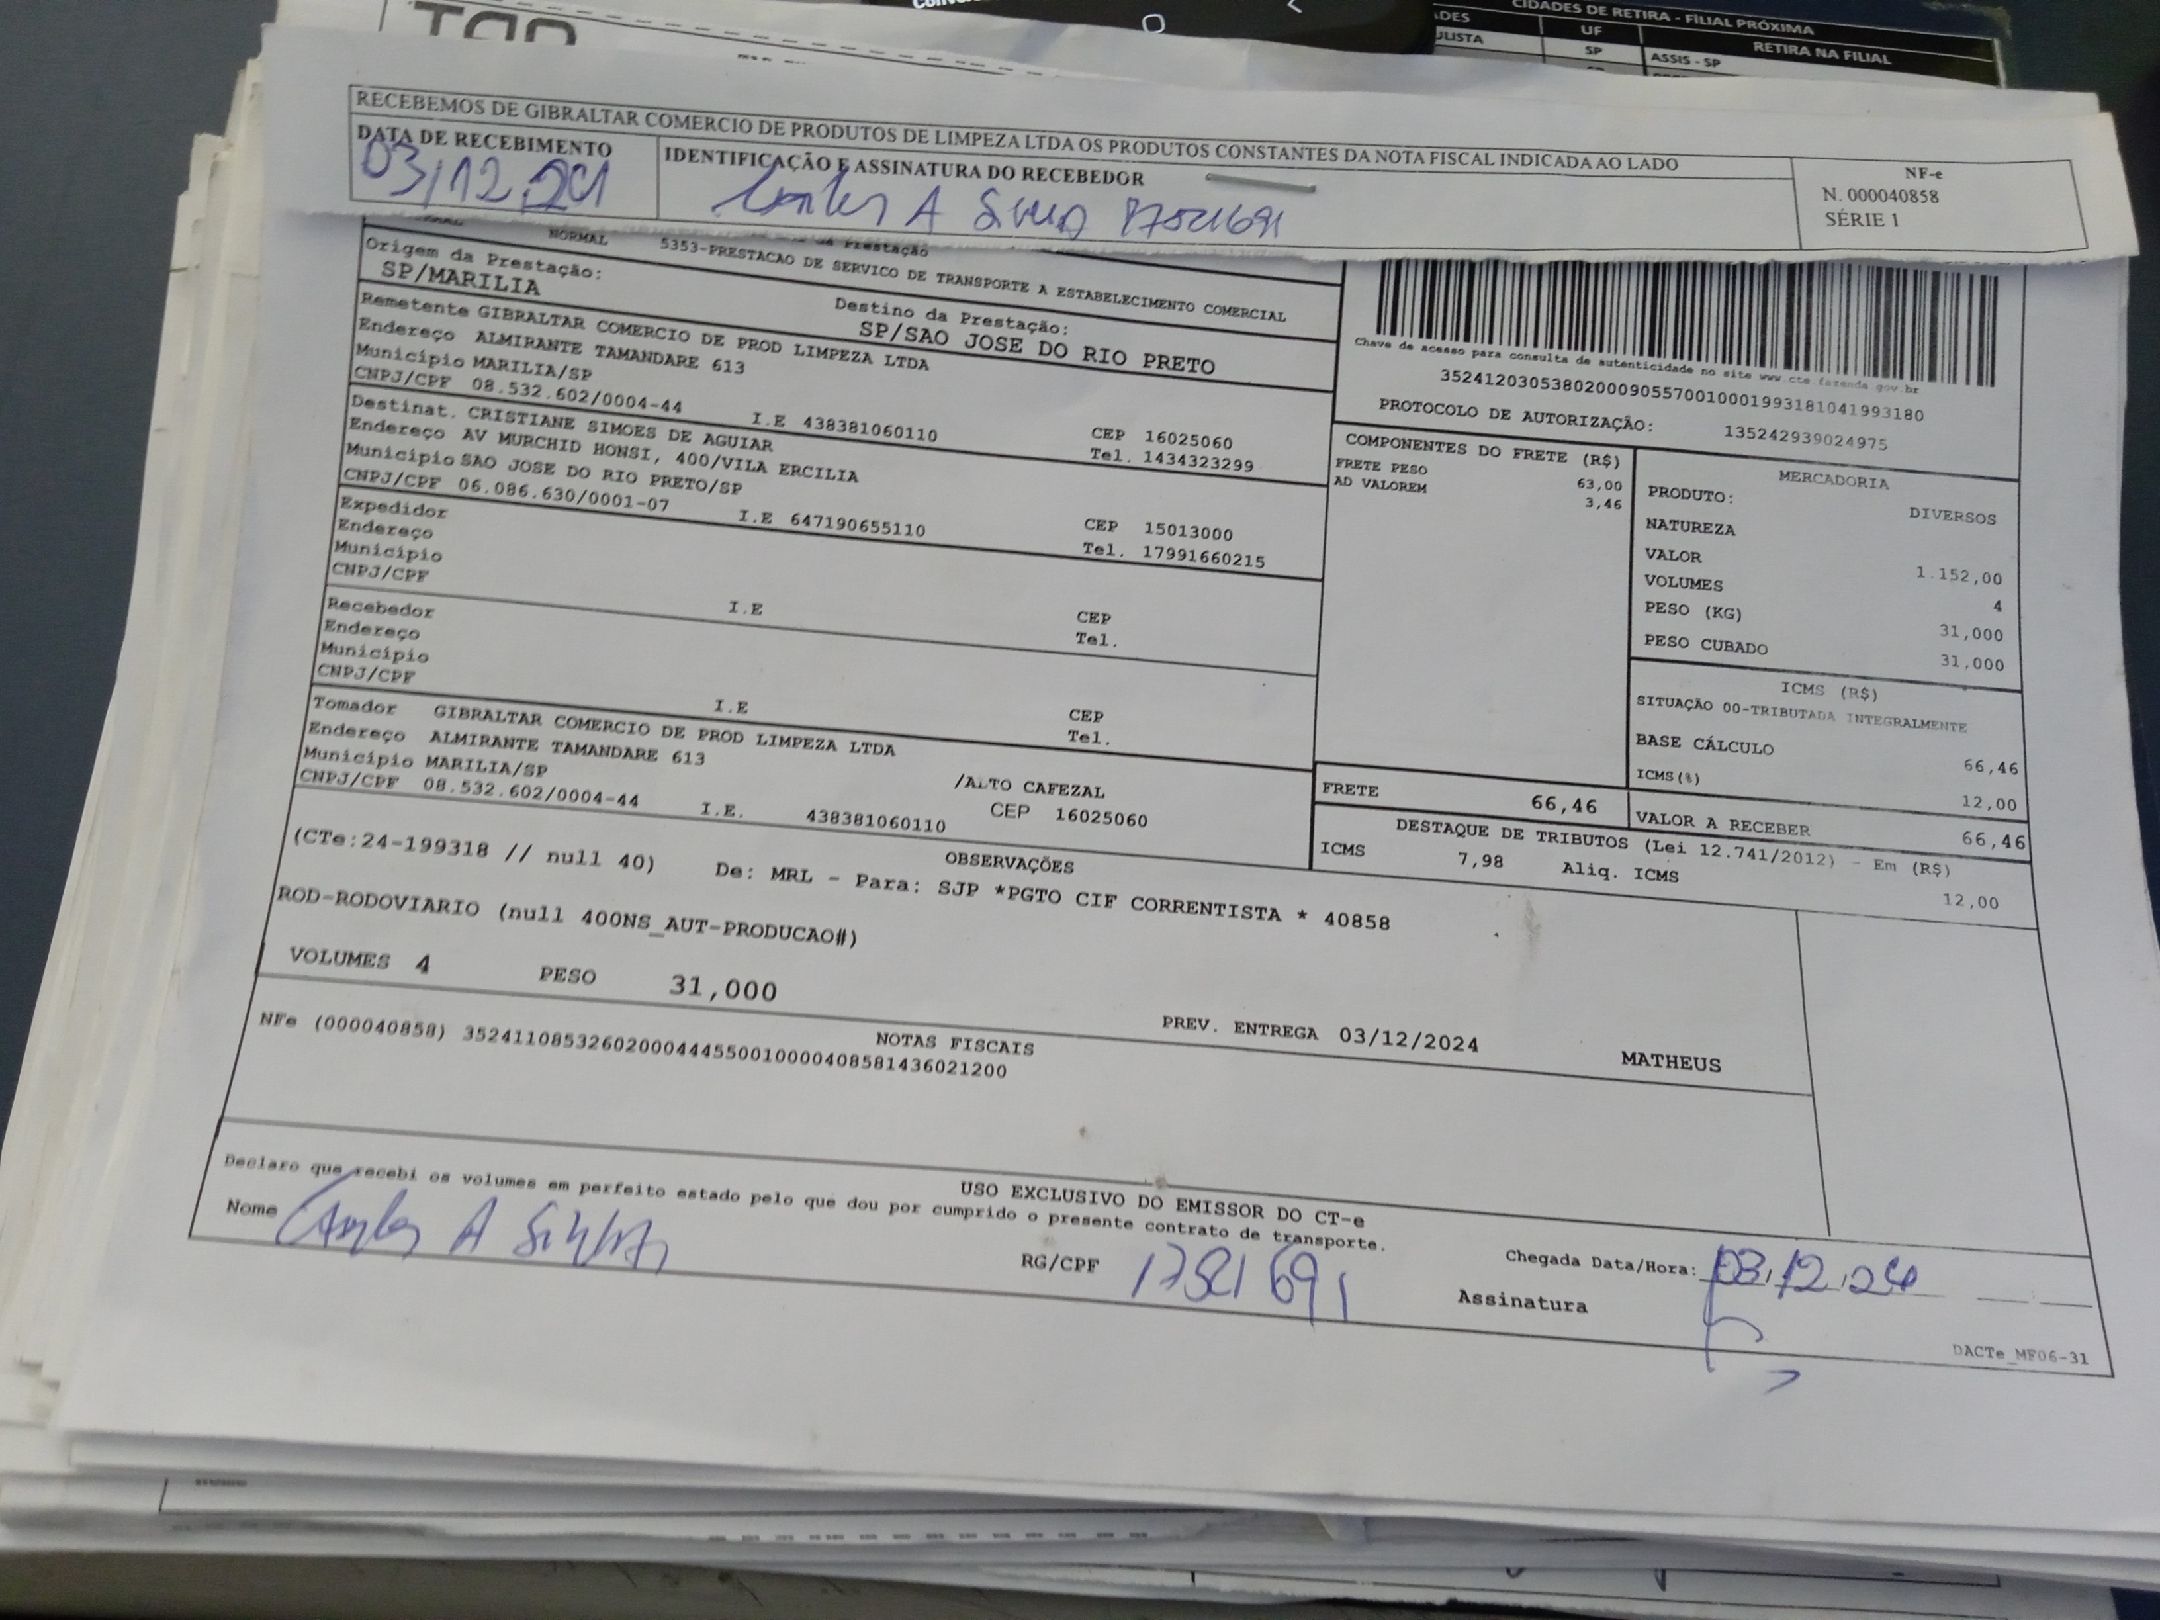 CIDADES DE RETIRA - FILIAL PRÓXIMA
UF
RETIRA NA FILIAL
SP
ASSIS - SP
RECEBEMOS DE GIBRALTAR COMERCIO DE PRODUTOS DE LIMPEZA LTDA OS PRODUTOS CONSTANTES DA NOTA FISCAL INDICADA AO LADO
DATA DE RECEBIMENTO
03/12.24
IDENTIFICAÇÃO E ASSINATURA DO RECEBEDOR
NF-e
N. 000040858
SÉRIE 1
NORMAL 5353-PRESTACAO DE SERVICO DE TRANSPORTE A ESTABELECIMENTO COMERCIAL
Origem da Prestação:
SP/MARILIA
Destino da Prestação:
SP/SAO JOSE DO RIO PRETO
Remetente GIBRALTAR COMERCIO DE PROD LIMPEZA LTDA
Endereço ALMIRANTE TAMANDARE 613
Município MARILIA/SP CEP 16025060
CNPJ/CPF 08.532.602/0004-44 I.E 438381060110 Tel. 1434323299
Destinat. CRISTIANE SIMOES DE AGUIAR
Endereço AV MURCHID HONSI, 400/VILA ERCILIA
Município SAO JOSE DO RIO PRETO/SP CEP 15013000
CNPJ/CPF 06.086.630/0001-07 I.E 647190655110 Tel. 17991660215
Expedidor
Endereço
Município CEP
CNPJ/CPF I.E Tel.
Recebedor
Endereço
Município CEP
CNPJ/CPF I.E Tel.
Tomador GIBRALTAR COMERCIO DE PROD LIMPEZA LTDA
Endereço ALMIRANTE TAMANDARE 613 /ALTO CAFEZAL
Município MARILIA/SP CEP 16025060
CNPJ/CPF 08.532.602/0004-44 I.E. 438381060110
Chave de acesso para consulta de autenticidade no site www.cte.fazenda.gov.br
35241203053802000905570010001993181041993180
PROTOCOLO DE AUTORIZAÇÃO: 135242939024975
COMPONENTES DO FRETE (R$)
FRETE PESO 63,00
AD VALOREM 3,46
MERCADORIA
PRODUTO: DIVERSOS
NATUREZA
VALOR 1.152,00
VOLUMES 4
PESO (KG) 31,000
PESO CUBADO 31,000
ICMS (R$)
SITUAÇÃO 00-TRIBUTADA INTEGRALMENTE
BASE CÁLCULO 66,46
ICMS(%) 12,00
FRETE 66,46
VALOR A RECEBER 66,46
DESTAQUE DE TRIBUTOS (Lei 12.741/2012) - Em (R$)
ICMS 7,98 Aliq. ICMS 12,00
OBSERVAÇÕES
(CTe:24-199318 // null 40) De: MRL - Para: SJP *PGTO CIF CORRENTISTA * 40858
ROD-RODOVIARIO (null 400NS_AUT-PRODUCAO#)
VOLUMES 4 PESO 31,000 PREV. ENTREGA 03/12/2024 MATHEUS
NOTAS FISCAIS
NFe (000040858) 35241108532602000444550010000408581436021200
USO EXCLUSIVO DO EMISSOR DO CT-e
Declaro que recebi os volumes em perfeito estado pelo que dou por cumprido o presente contrato de transporte.
Nome
RG/CPF
Chegada Data/Hora: 03.12.24
Assinatura
DACTe_MF06-31